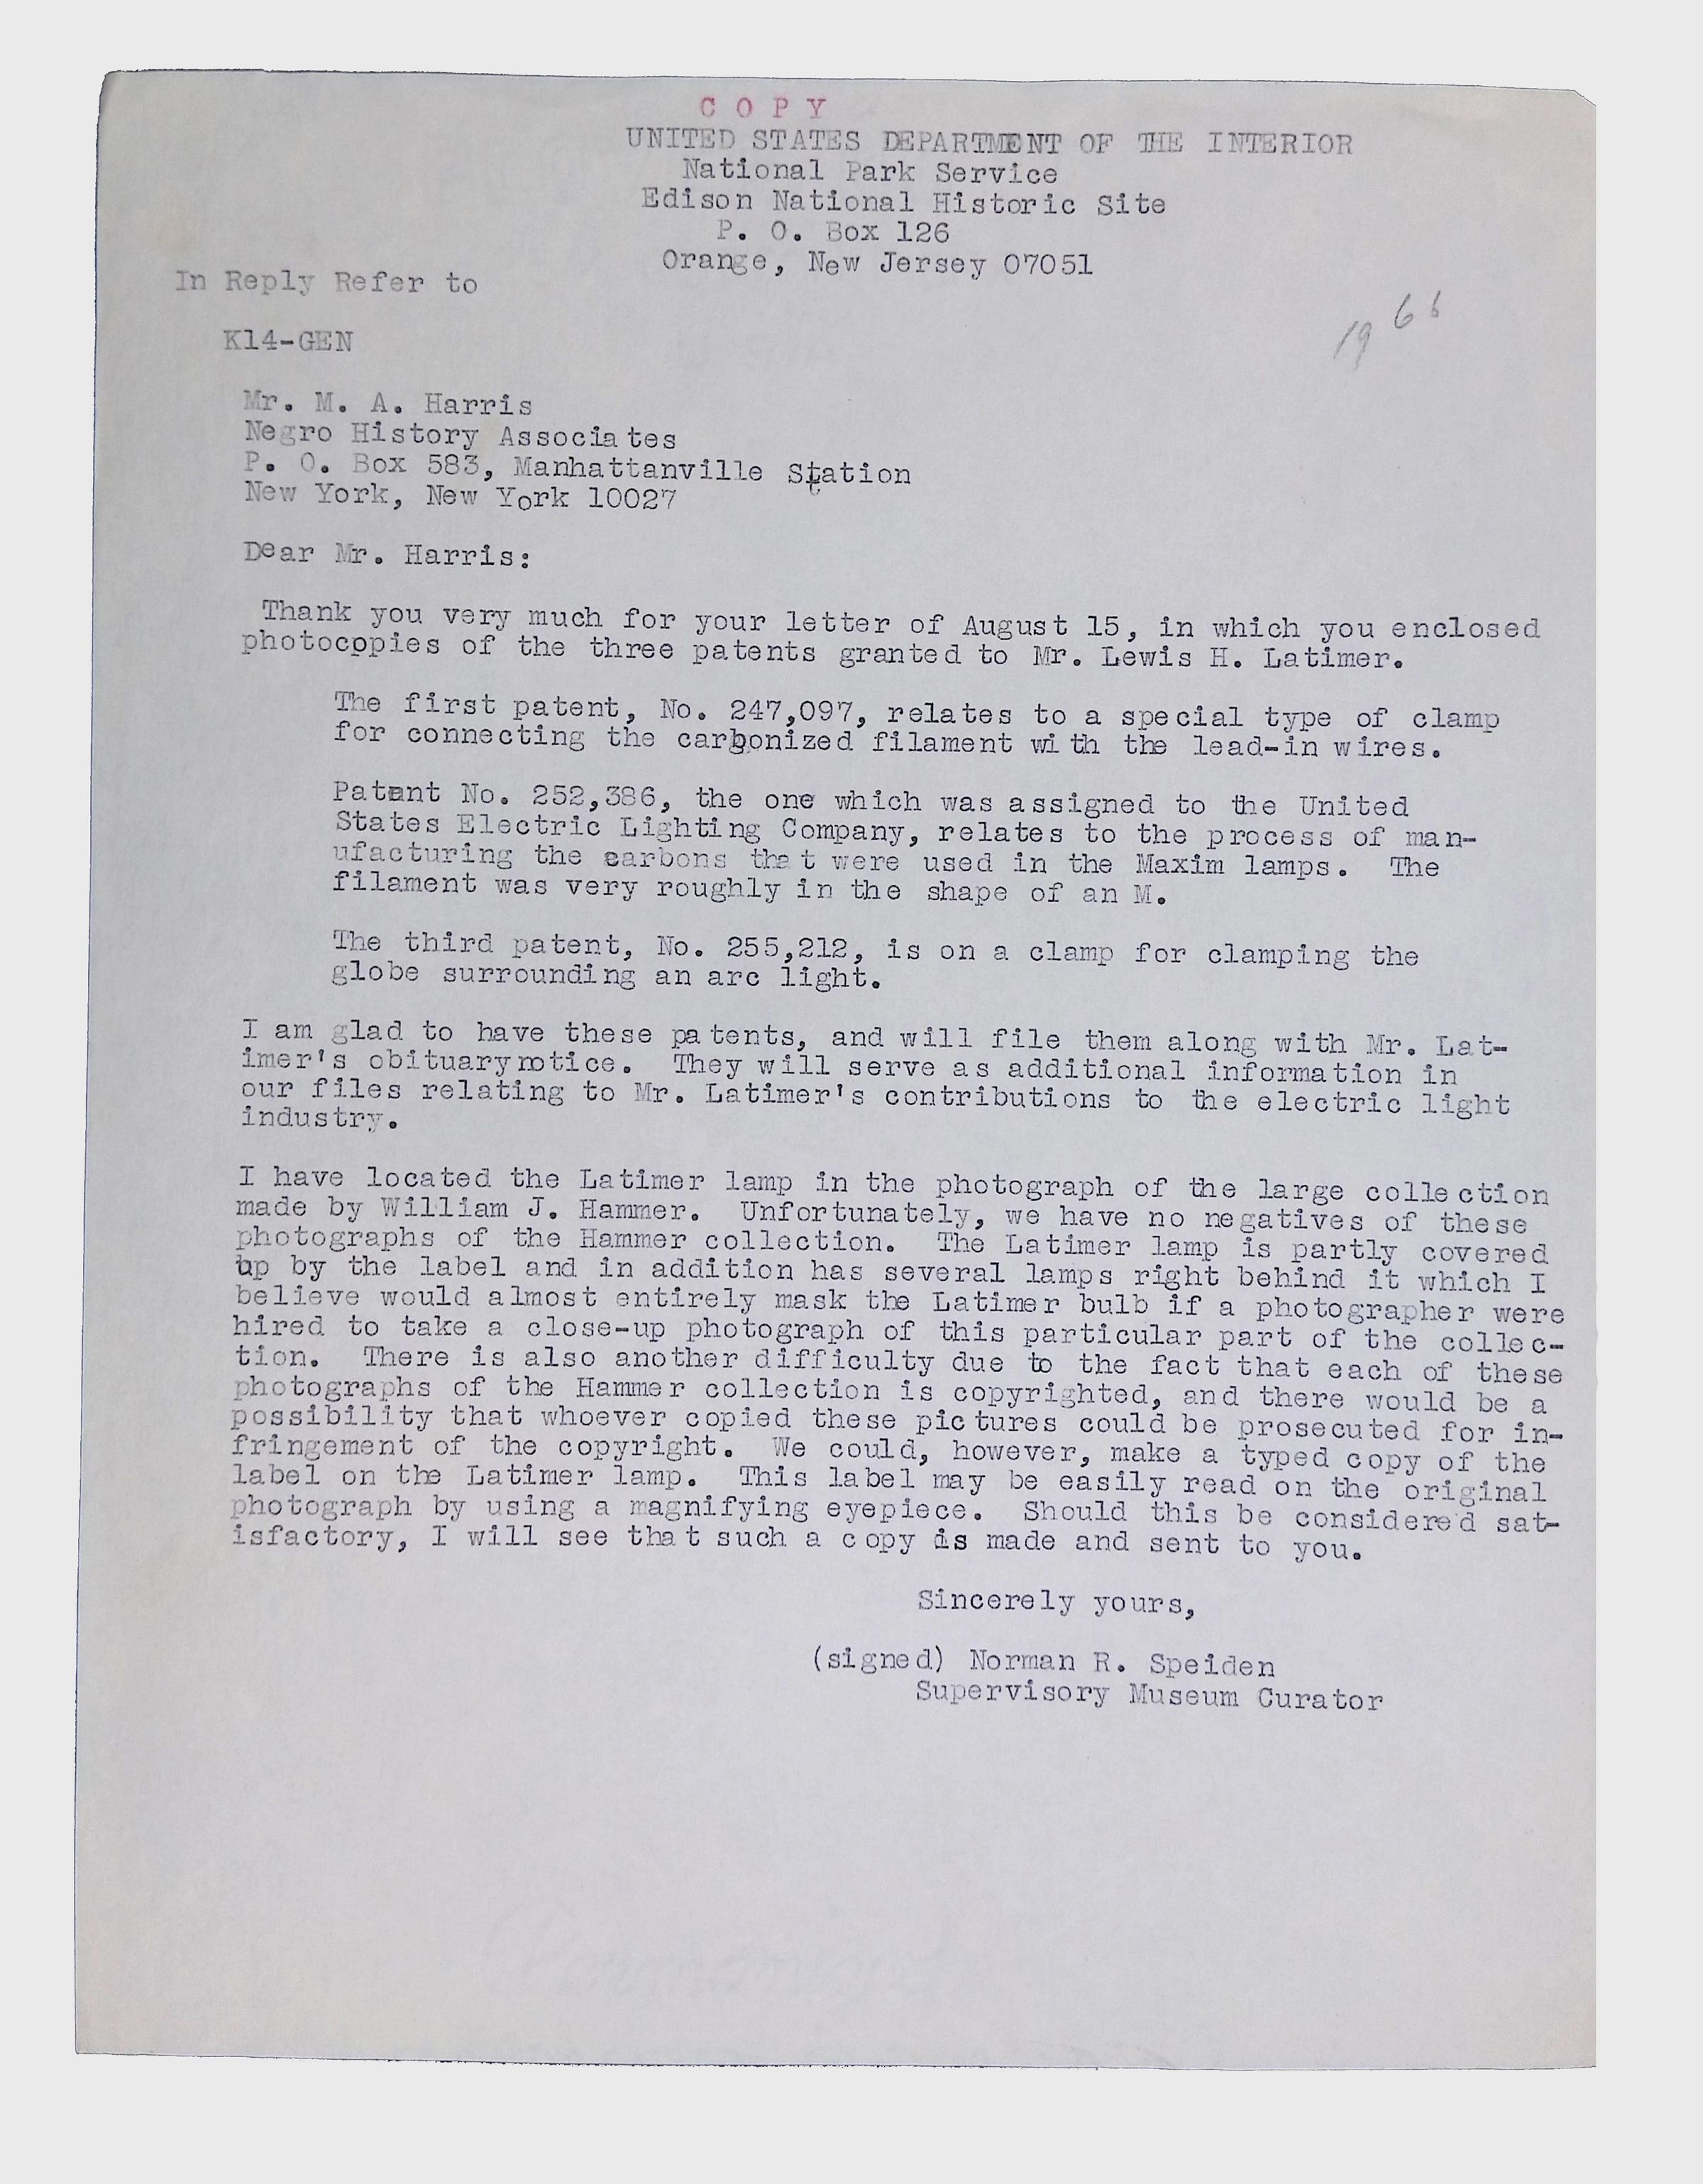 COPY
UNITED STATES DEPARTMENT OF THE INTERIOR
National Park Service
Edison National Historic Site
P. O. Box 126
Orange, New Jersey 07051
In Reply Refer to
1966
K14-GEN
Mr. M. A. Harris
Negro History Associates
P. O. Box 583, Manhattanville Station
New York, New York 10027
Dear Mr. Harris:
Thank you very much for your letter of August 15, in which you enclosed
photocopies of the three patents granted to Mr. Lewis H. Latimer.
The first patent, No. 247,097, relates to a special type of clamp
for connecting the carbonized filament with the lead-in wires.
Patent No. 252,386, the one which was assigned to the United
States Electric Lighting Company, relates to the process of man-
ufacturing the carbons that were used in the Maxim lamps. The
filament was very roughly in the shape of an M.
The third patent, No. 255,212, is on a clamp for clamping the
globe surrounding an arc light.
I am glad to have these patents, and will file them along with Mr. Lat-
imer's obituary notice. They will serve as additional information in
our files relating to Mr. Latimer's contributions to the electric light
industry.
I have located the Latimer lamp in the photograph of the large collection
made by William J. Hammer. Unfortunately, we have no negatives of these
photographs of the Hammer collection. The Latimer lamp is partly covered
up by the label and in addition has several lamps right behind it which I
believe would almost entirely mask the Latimer bulb if a photographer were
hired to take a close-up photograph of this particular part of the collec-
tion. There is also another difficulty due to the fact that each of these
photographs of the Hammer collection is copyrighted, and there would be a
possibility that whoever copied these pictures could be prosecuted for in-
fringement of the copyright. We could, however, make a typed copy of the
label on the Latimer lamp. This label may be easily read on the original
photograph by using a magnifying eyepiece. Should this be considered sat-
isfactory, I will see that such a copy is made and sent to you.
Sincerely yours,
(signed) Norman R. Speiden
Supervisory Museum Curator